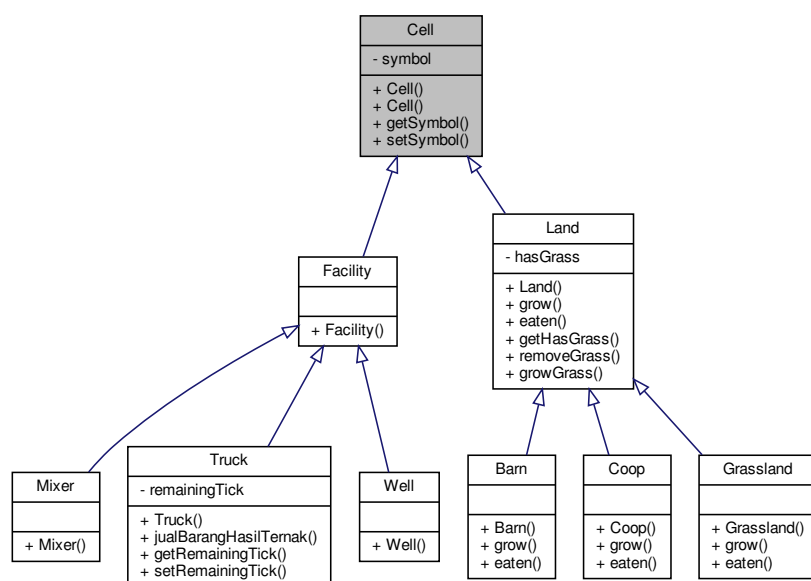 Cell
- symbol
+ Cell()
+ Cell()
+ getSymbol()
+ setSymbol()
Facility
+ Facility()
Land
- hasGrass
+ Land()
+ grow()
+ eaten()
+ getHasGrass()
+ removeGrass()
+ growGrass()
Mixer
+ Mixer()
Truck
- remainingTick
+ Truck()
+ jualBarangHasilTernak()
+ getRemainingTick()
+ setRemainingTick()
Well
+ Well()
Barn
+ Barn()
+ grow()
+ eaten()
Coop
+ Coop()
+ grow()
+ eaten()
Grassland
+ Grassland()
+ grow()
+ eaten()